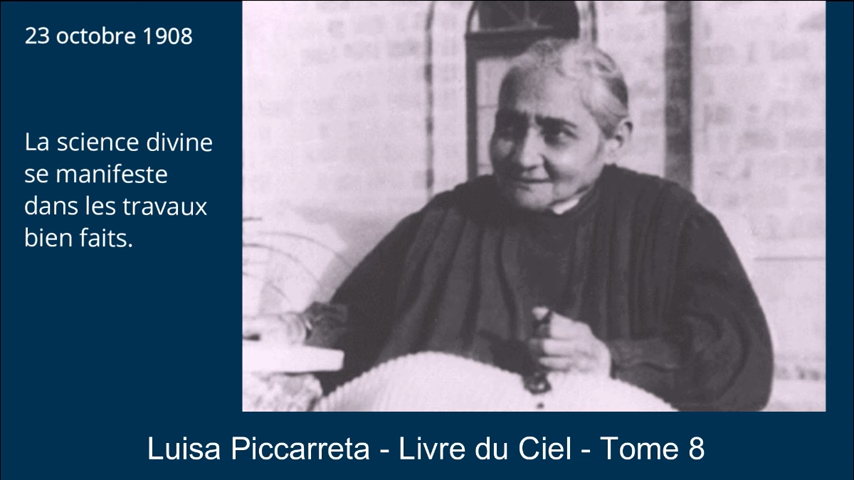 23 octobre 1908
La science divine
se manifeste
dans les travaux
bien faits.
Luisa Piccarreta - Livre du Ciel - Tome 8